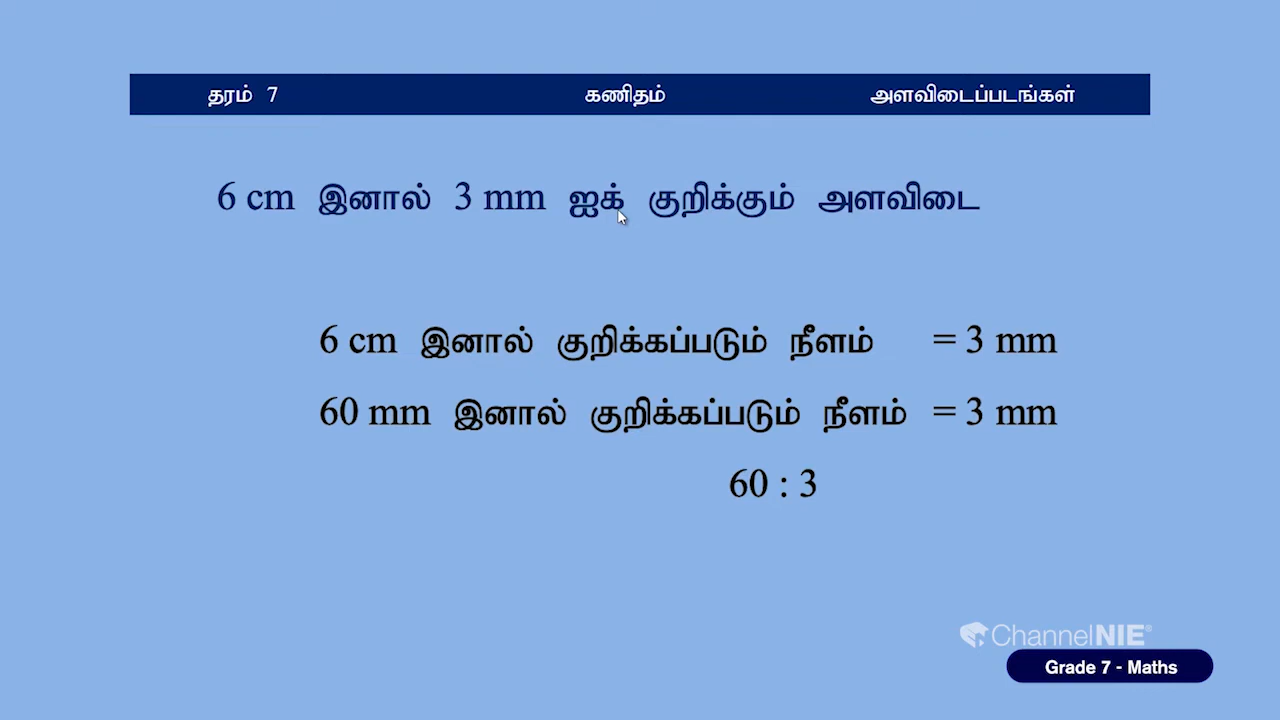 தரம் 7 கணிதம் அளவிடைப்படங்கள்
6 cm இனால் 3 mm ஐக் குறிக்கும் அளவிடை
6 cm இனால் குறிக்கப்படும் நீளம் = 3 mm
60 mm இனால் குறிக்கப்படும் நீளம் = 3 mm
60 : 3
ChannelNIE®
Grade 7 - Maths